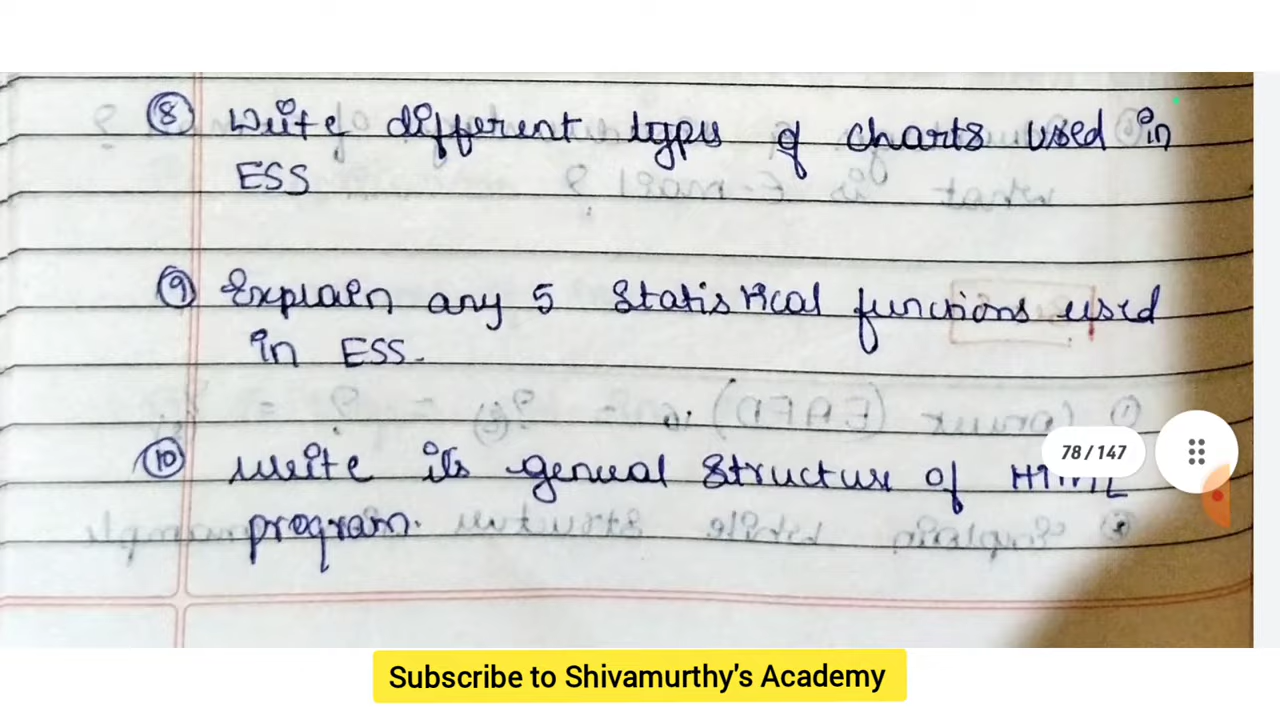 ⑧ Write different types of charts used in
ESS
⑨ Explain any 5 Statistical functions used
in ESS.
⑩ write its general structure of HTML
program.
78 / 147
Subscribe to Shivamurthy's Academy